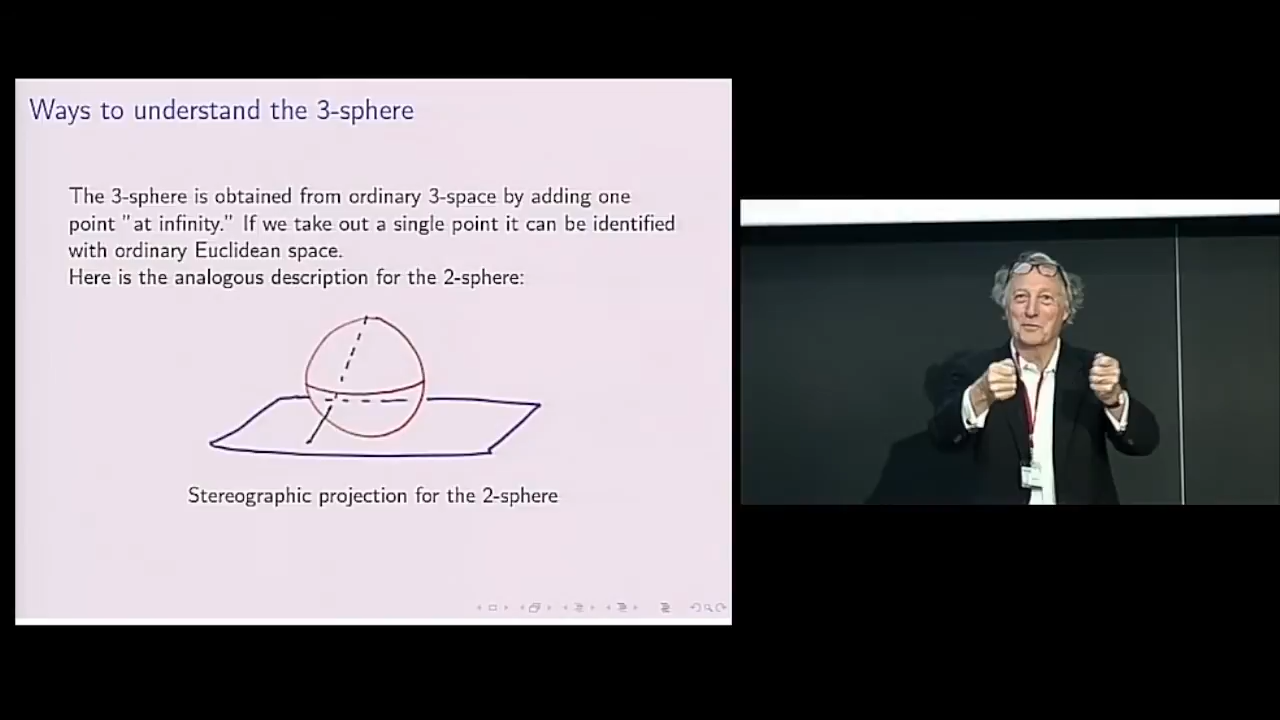 Ways to understand the 3-sphere
The 3-sphere is obtained from ordinary 3-space by adding one
point "at infinity." If we take out a single point it can be identified
with ordinary Euclidean space.
Here is the analogous description for the 2-sphere:
Stereographic projection for the 2-sphere